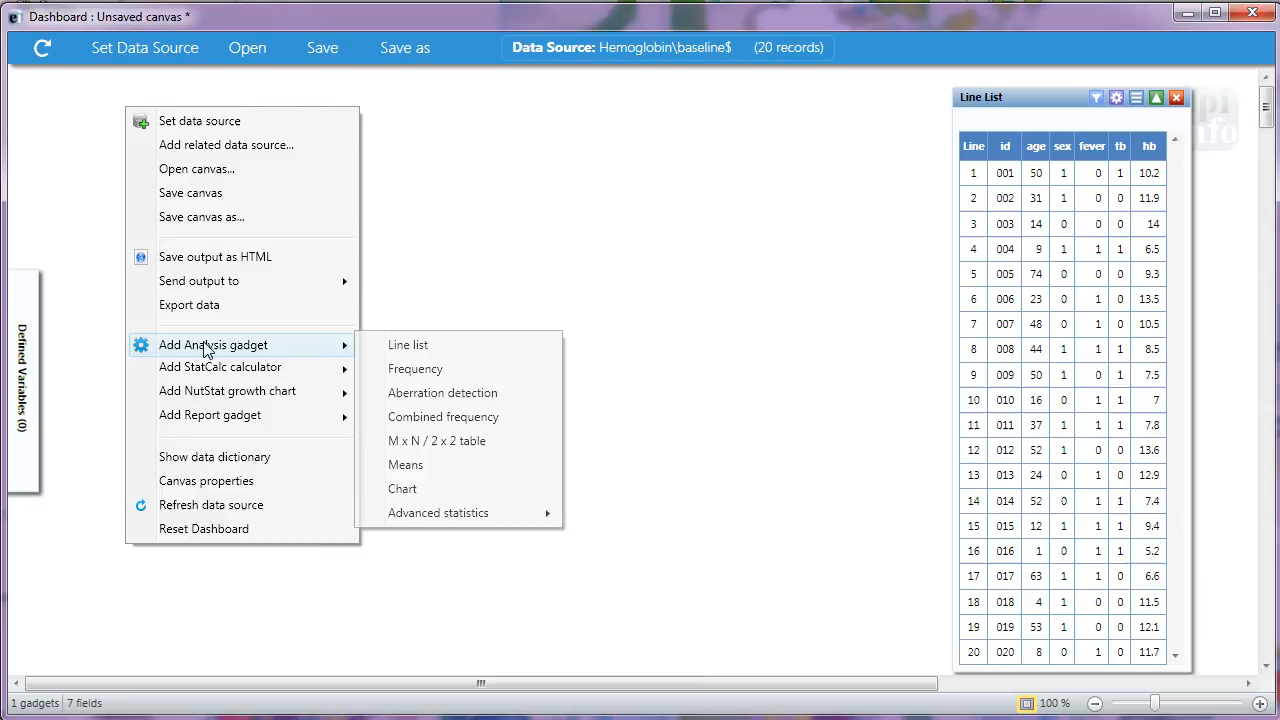 Dashboard : Unsaved canvas *
Set Data Source Open Save Save as Data Source: Hemoglobin\baseline$ (20 records)
Set data source
Add related data source...
Open canvas...
Save canvas
Save canvas as...
Save output as HTML
Send output to
Export data
Add Analysis gadget
Add StatCalc calculator
Add NutStat growth chart
Add Report gadget
Show data dictionary
Canvas properties
Refresh data source
Reset Dashboard
Line list
Frequency
Aberration detection
Combined frequency
M x N / 2 x 2 table
Means
Chart
Advanced statistics
Defined Variables (0)
Line List
Line id age sex fever tb hb
1 001 50 1 0 1 10.2
2 002 31 1 0 0 11.9
3 003 14 0 0 0 14
4 004 9 1 1 1 6.5
5 005 74 0 0 0 9.3
6 006 23 0 1 0 13.5
7 007 48 0 1 0 10.5
8 008 44 1 1 1 8.5
9 009 50 1 0 1 7.5
10 010 16 0 1 1 7
11 011 37 1 1 0 7.8
12 012 52 1 0 0 13.6
13 013 24 0 1 0 12.9
14 014 52 0 1 1 7.4
15 015 12 1 1 1 9.4
16 016 1 0 1 1 5.2
17 017 63 1 1 0 6.6
18 018 4 1 0 0 11.5
19 019 53 1 0 0 12.1
20 020 8 0 1 0 11.7
1 gadgets 7 fields
100 %